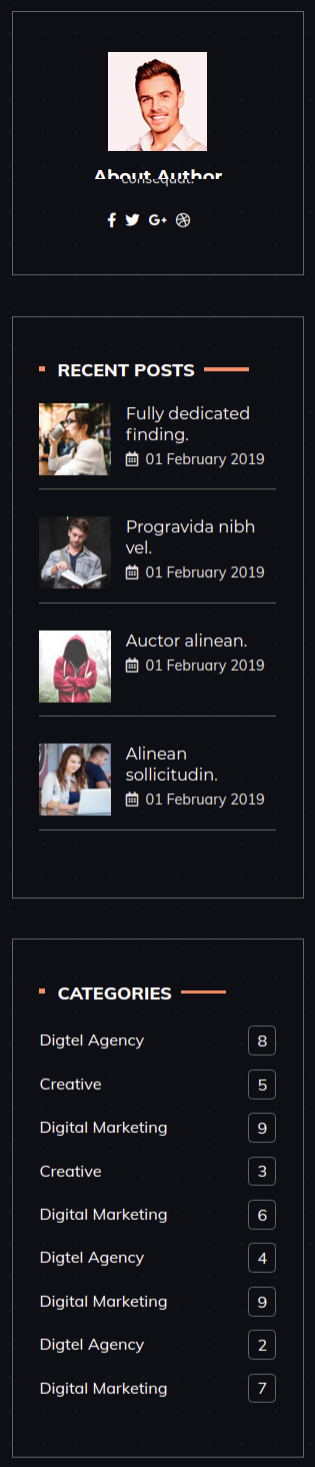 About Author
consequat.
RECENT POSTS
Fully dedicated
finding.
01 February 2019
Progravida nibh
vel.
01 February 2019
Auctor alinean.
01 February 2019
Alinean
sollicitudin.
01 February 2019
CATEGORIES
Digtel Agency 8
Creative 5
Digital Marketing 9
Creative 3
Digital Marketing 6
Digtel Agency 4
Digital Marketing 9
Digtel Agency 2
Digital Marketing 7